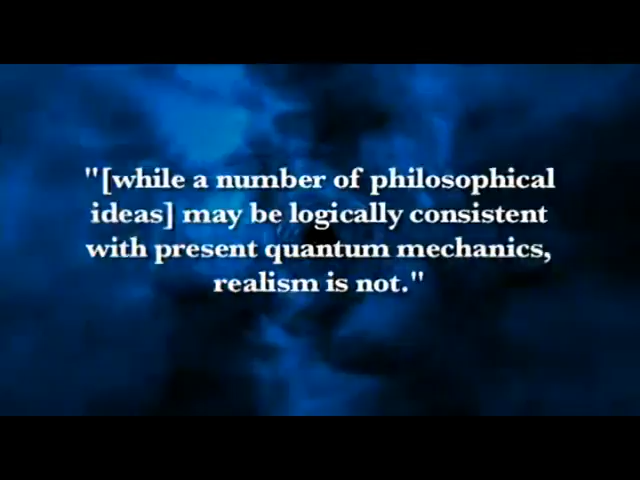 "[while a number of philosophical
ideas] may be logically consistent
with present quantum mechanics,
realism is not."